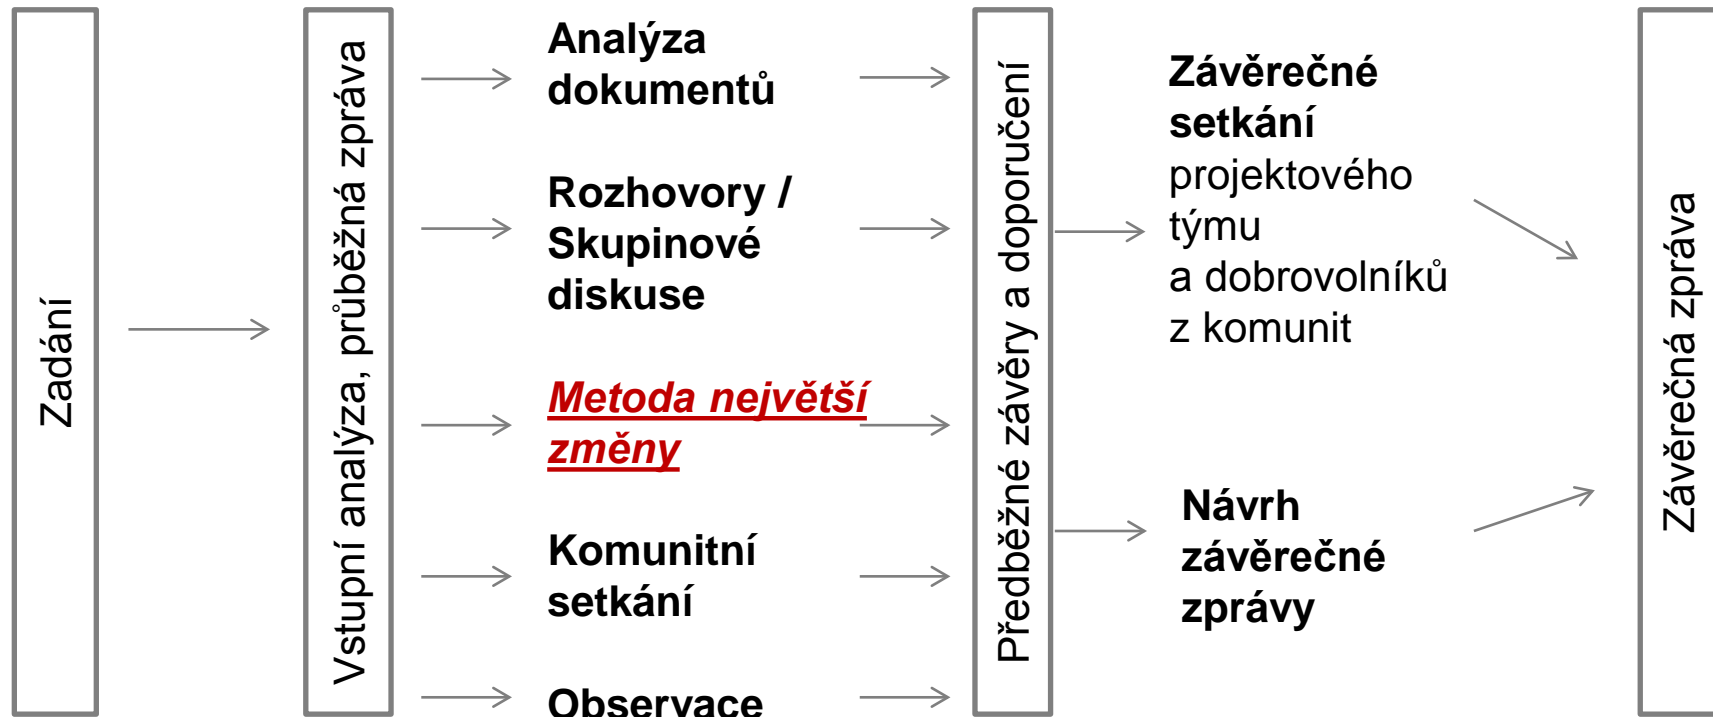 Zadání
Vstupní analýza, průběžná zpráva
Analýza
dokumentů
Rozhovory /
Skupinové
diskuse
Metoda největší
změny
Komunitní
setkání
Observace
Předběžné závěry a doporučení
Závěrečné
setkání
projektového
týmu
a dobrovolníků
z komunit
Návrh
závěrečné
zprávy
Závěrečná zpráva